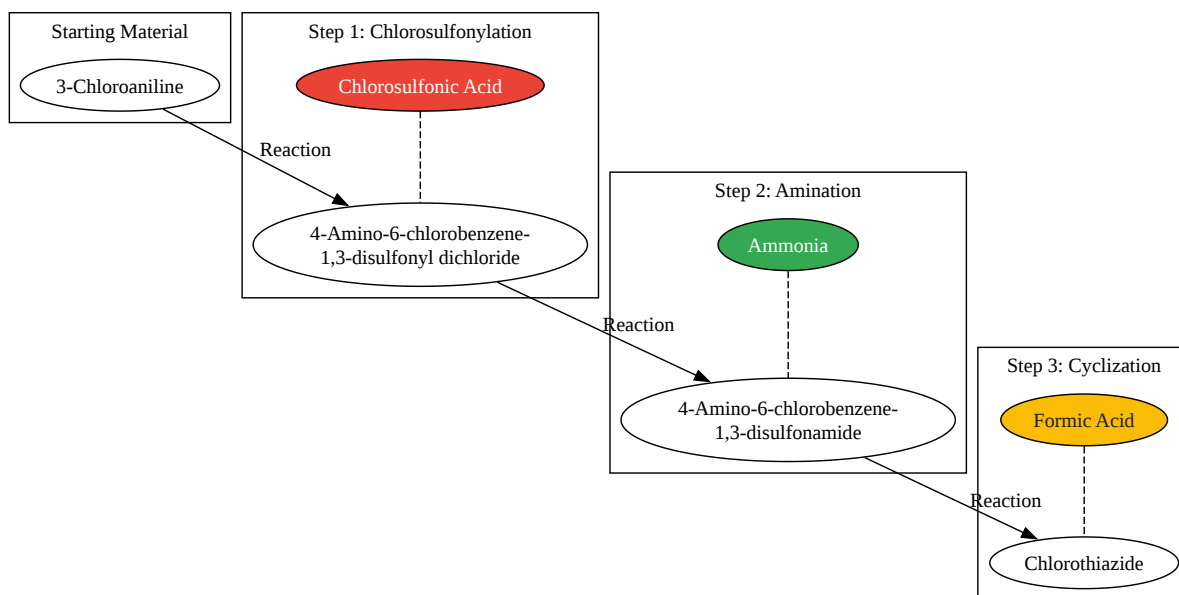 Starting Material
3-Chloroaniline
Step 1: Chlorosulfonylation
Chlorosulfonic Acid
Reaction
4-Amino-6-chlorobenzene-
1,3-disulfonyl dichloride
Step 2: Amination
Ammonia
Reaction
4-Amino-6-chlorobenzene-
1,3-disulfonamide
Step 3: Cyclization
Formic Acid
Reaction
Chlorothiazide